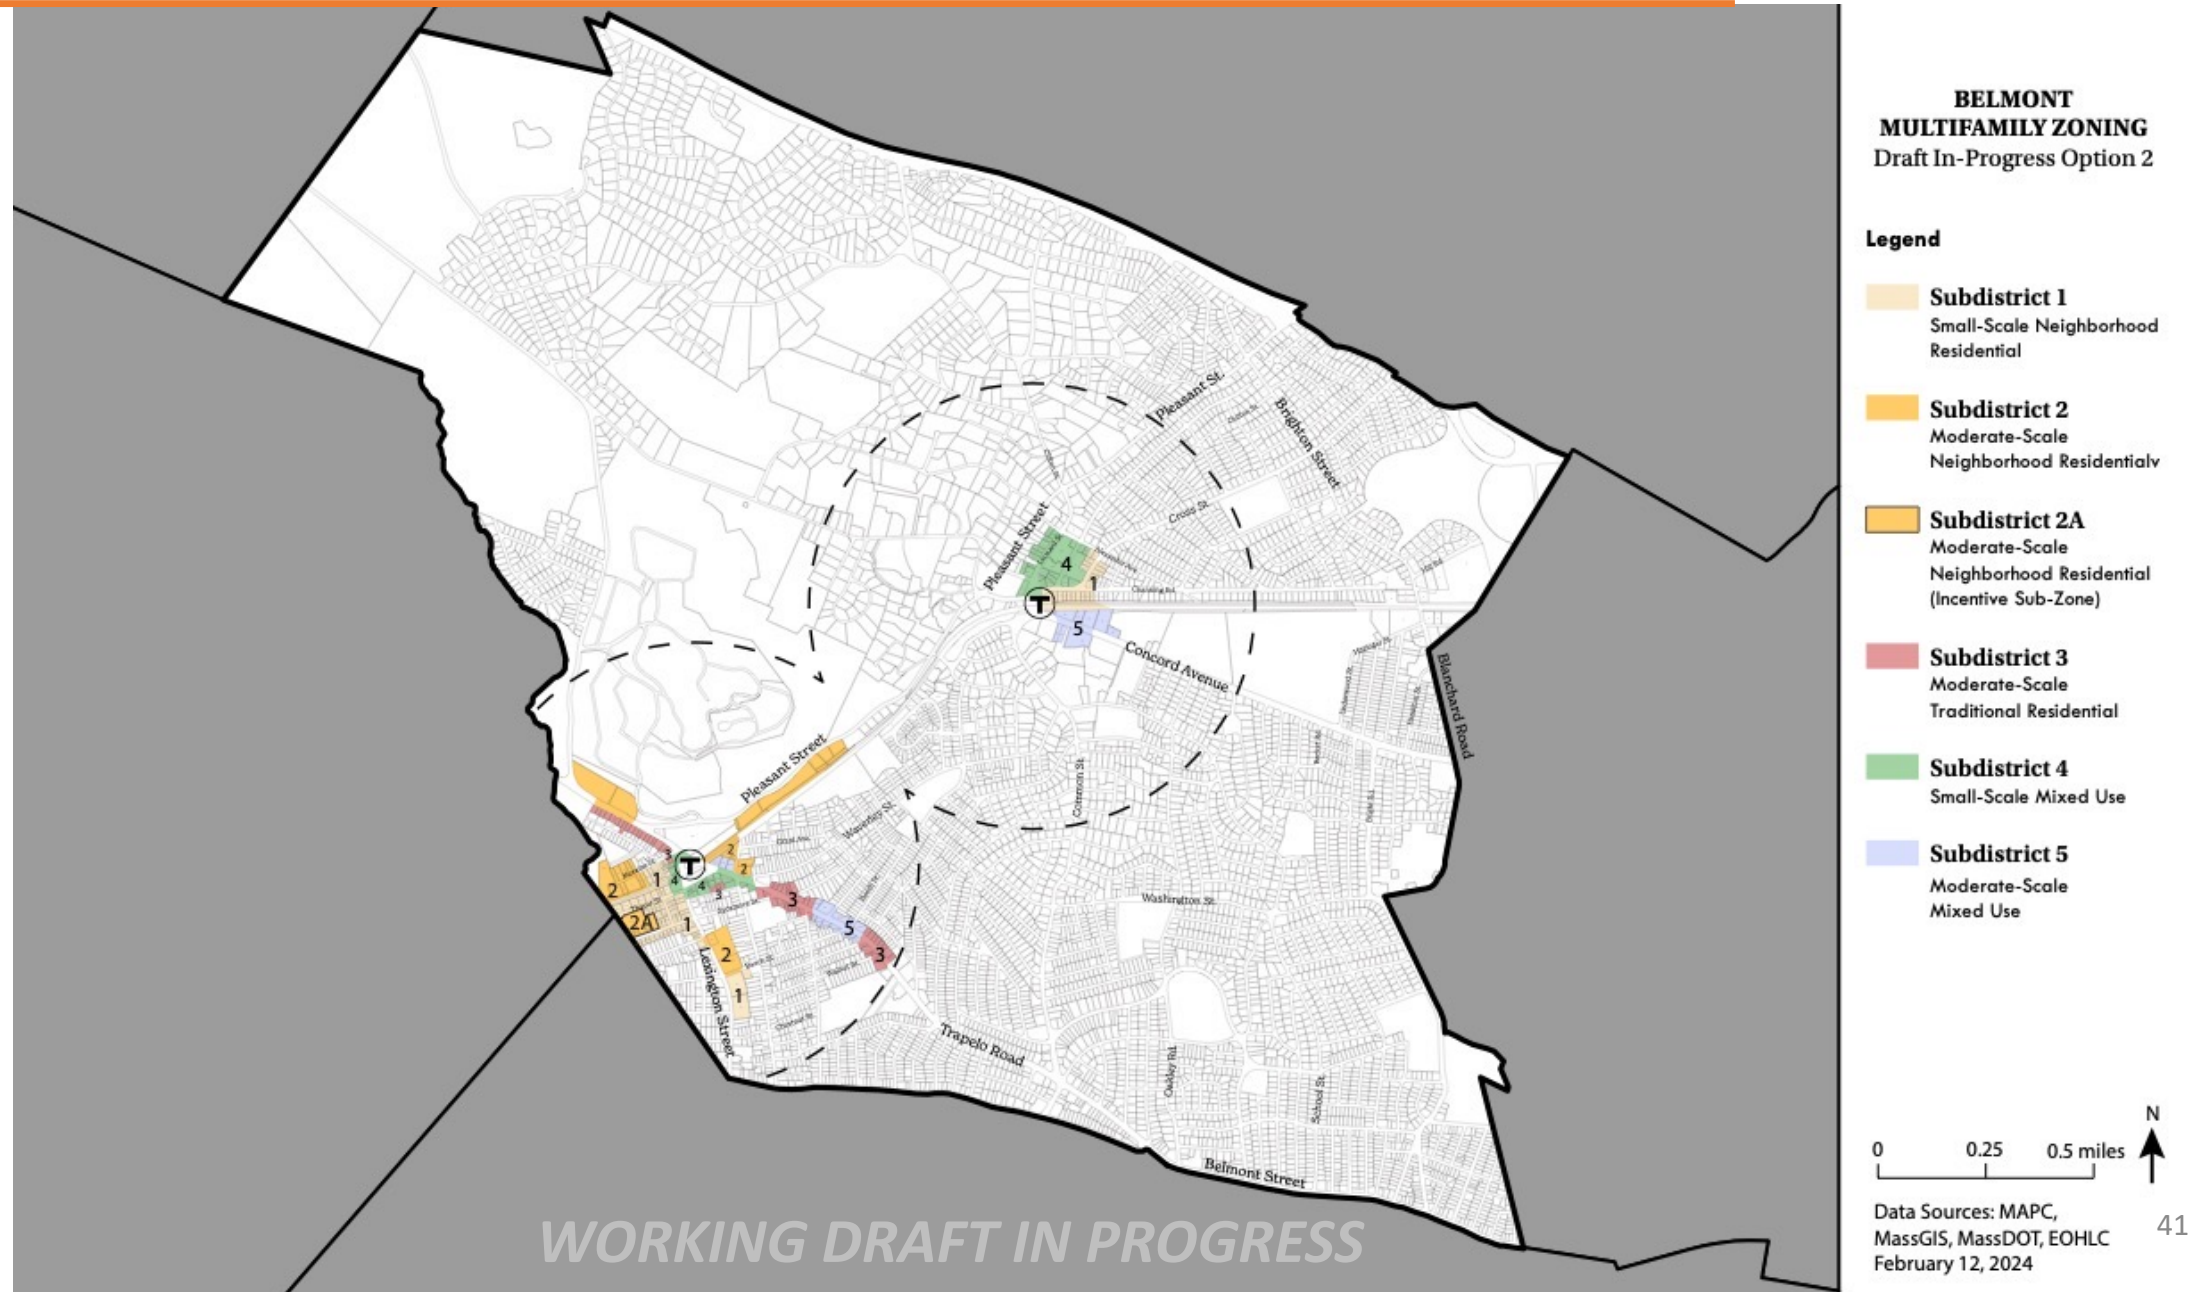 BELMONT
MULTIFAMILY ZONING
Draft In-Progress Option 2
Legend
Subdistrict 1
Small-Scale Neighborhood
Residential
Subdistrict 2
Moderate-Scale
Neighborhood Residentialv
Subdistrict 2A
Moderate-Scale
Neighborhood Residential
(Incentive Sub-Zone)
Subdistrict 3
Moderate-Scale
Traditional Residential
Subdistrict 4
Small-Scale Mixed Use
Subdistrict 5
Moderate-Scale
Mixed Use
N
0 0.25 0.5 miles
Data Sources: MAPC,
MassGIS, MassDOT, EOHLC
February 12, 2024
41
Pleasant St.
Brighton Street
Cross St.
Pleasant Street
4
1
Channing Rd.
T
5
Concord Avenue
Blanchard Road
Common St.
Pleasant Street
Waverley St.
T
2
2
3
4
4
3
1
2
2A
1
3
5
3
2
1
Lexington Street
Washington St.
Trapelo Road
Oakley Rd.
School St.
Belmont Street
WORKING DRAFT IN PROGRESS